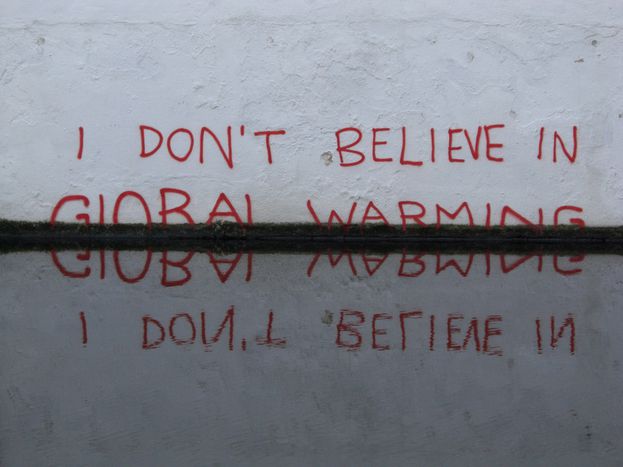 I DON'T BELIEVE IN
GLOBAL WARMING